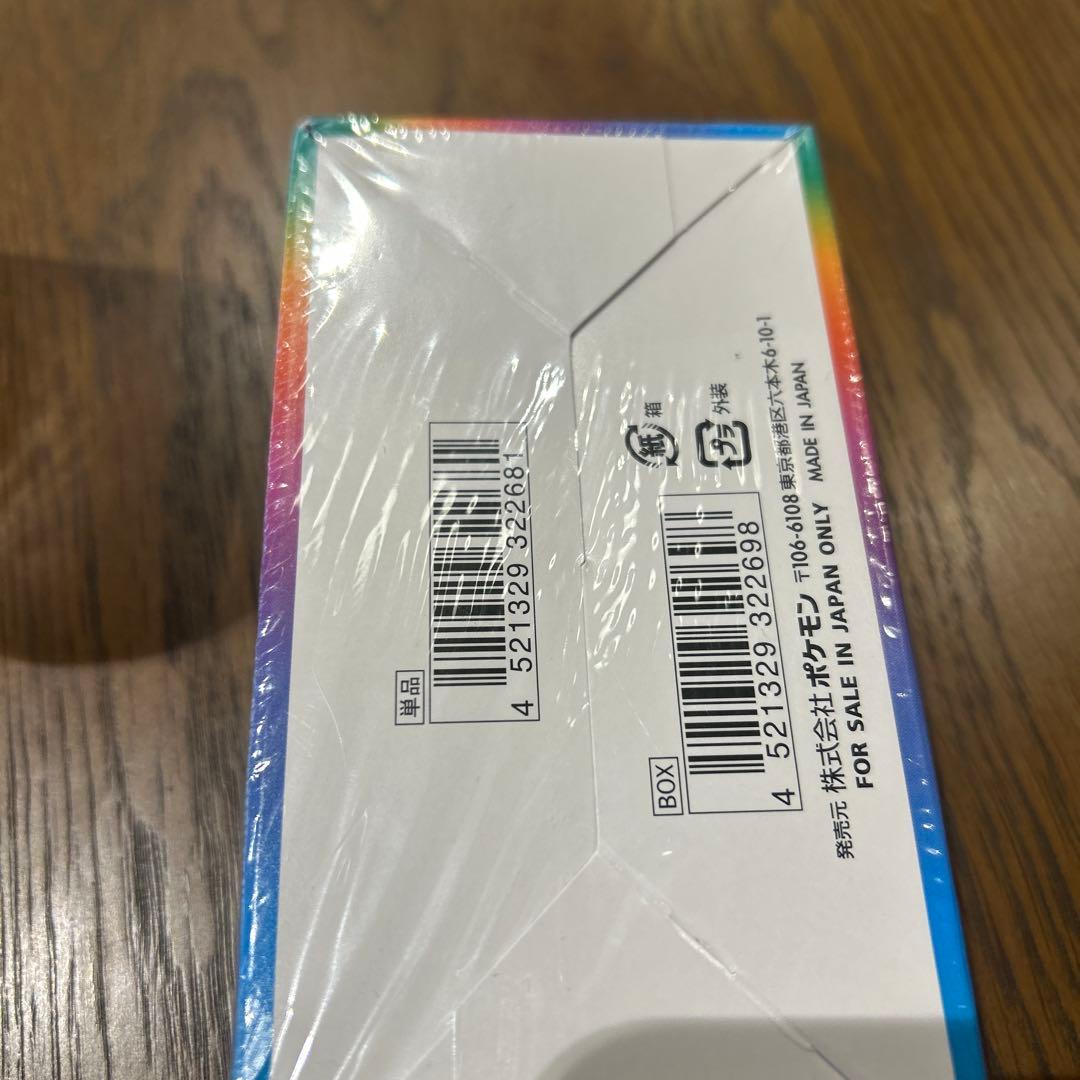 単品
4 521329 322681
BOX
4 521329 322698
紙 箱
プラ 外装
発売元 株式会社 ポケモン 〒106-6108 東京都港区六本木6-10-1
FOR SALE IN JAPAN ONLY MADE IN JAPAN